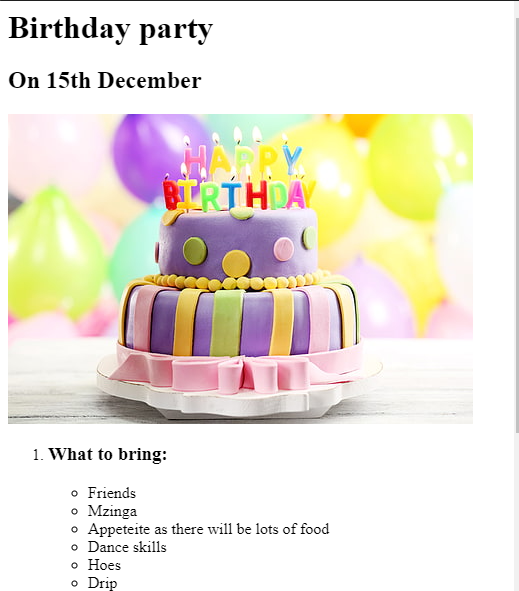 Birthday party
On 15th December
HAPPY
BIRTHDAY
1. What to bring:
Friends
Mzinga
Appeteite as there will be lots of food
Dance skills
Hoes
Drip